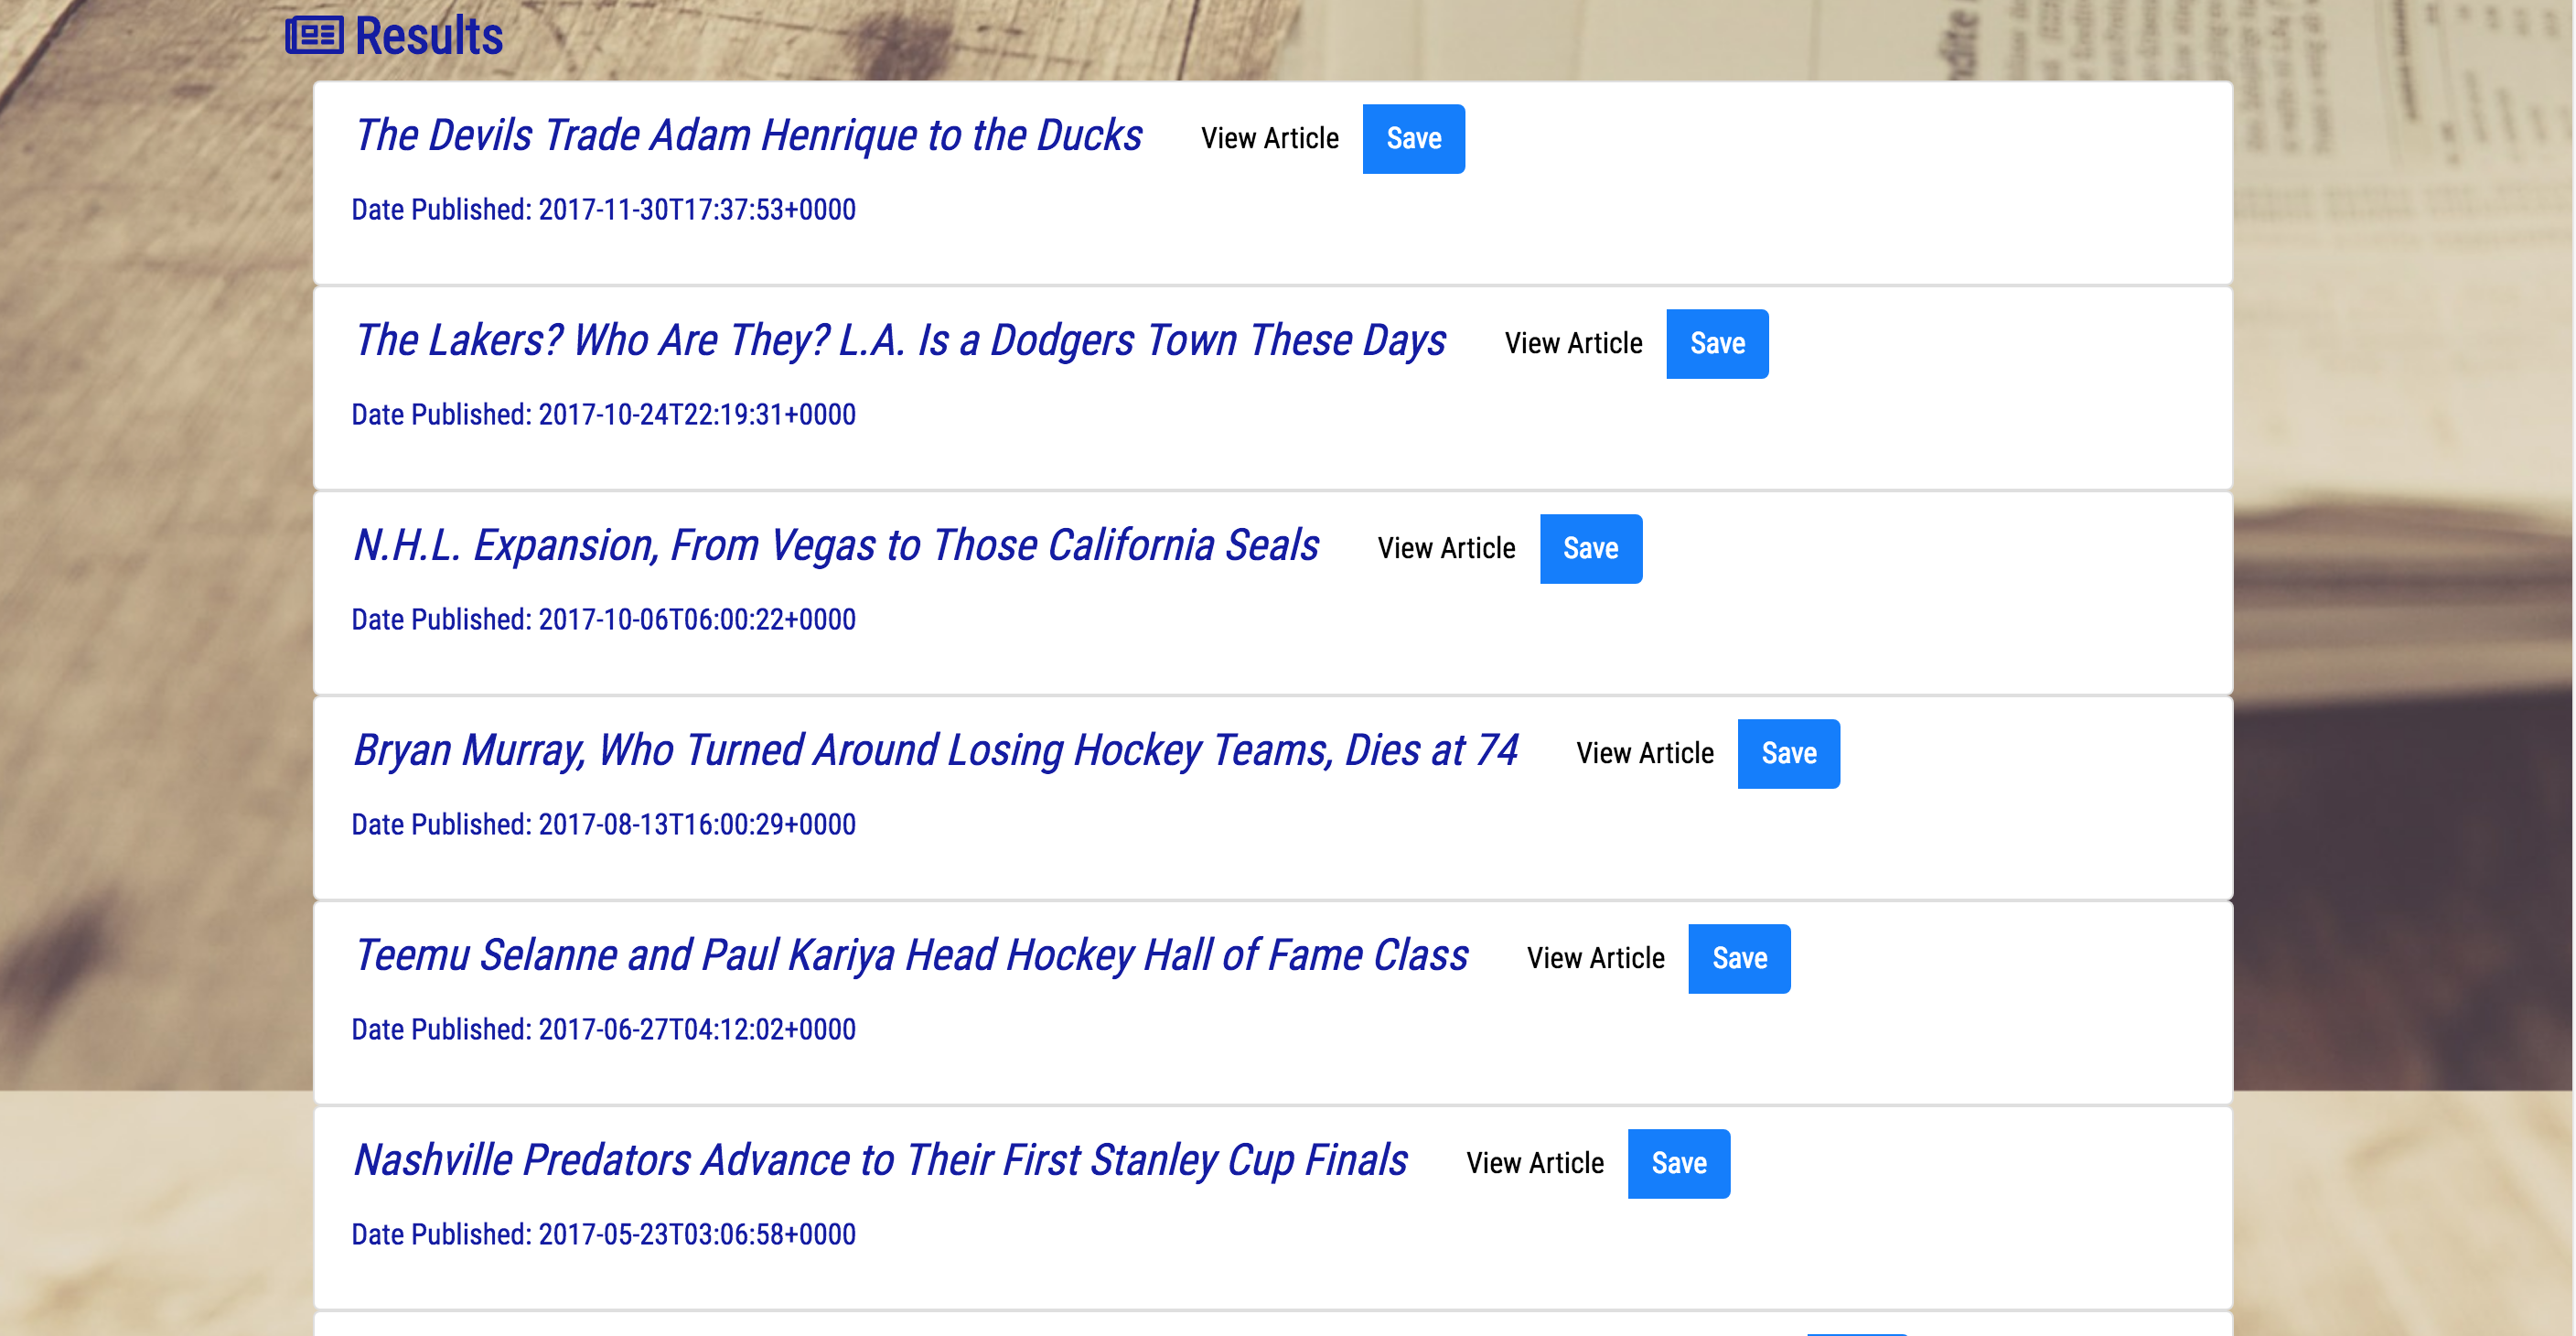 Results
The Devils Trade Adam Henrique to the Ducks View Article Save
Date Published: 2017-11-30T17:37:53+0000
The Lakers? Who Are They? L.A. Is a Dodgers Town These Days View Article Save
Date Published: 2017-10-24T22:19:31+0000
N.H.L. Expansion, From Vegas to Those California Seals View Article Save
Date Published: 2017-10-06T06:00:22+0000
Bryan Murray, Who Turned Around Losing Hockey Teams, Dies at 74 View Article Save
Date Published: 2017-08-13T16:00:29+0000
Teemu Selanne and Paul Kariya Head Hockey Hall of Fame Class View Article Save
Date Published: 2017-06-27T04:12:02+0000
Nashville Predators Advance to Their First Stanley Cup Finals View Article Save
Date Published: 2017-05-23T03:06:58+0000